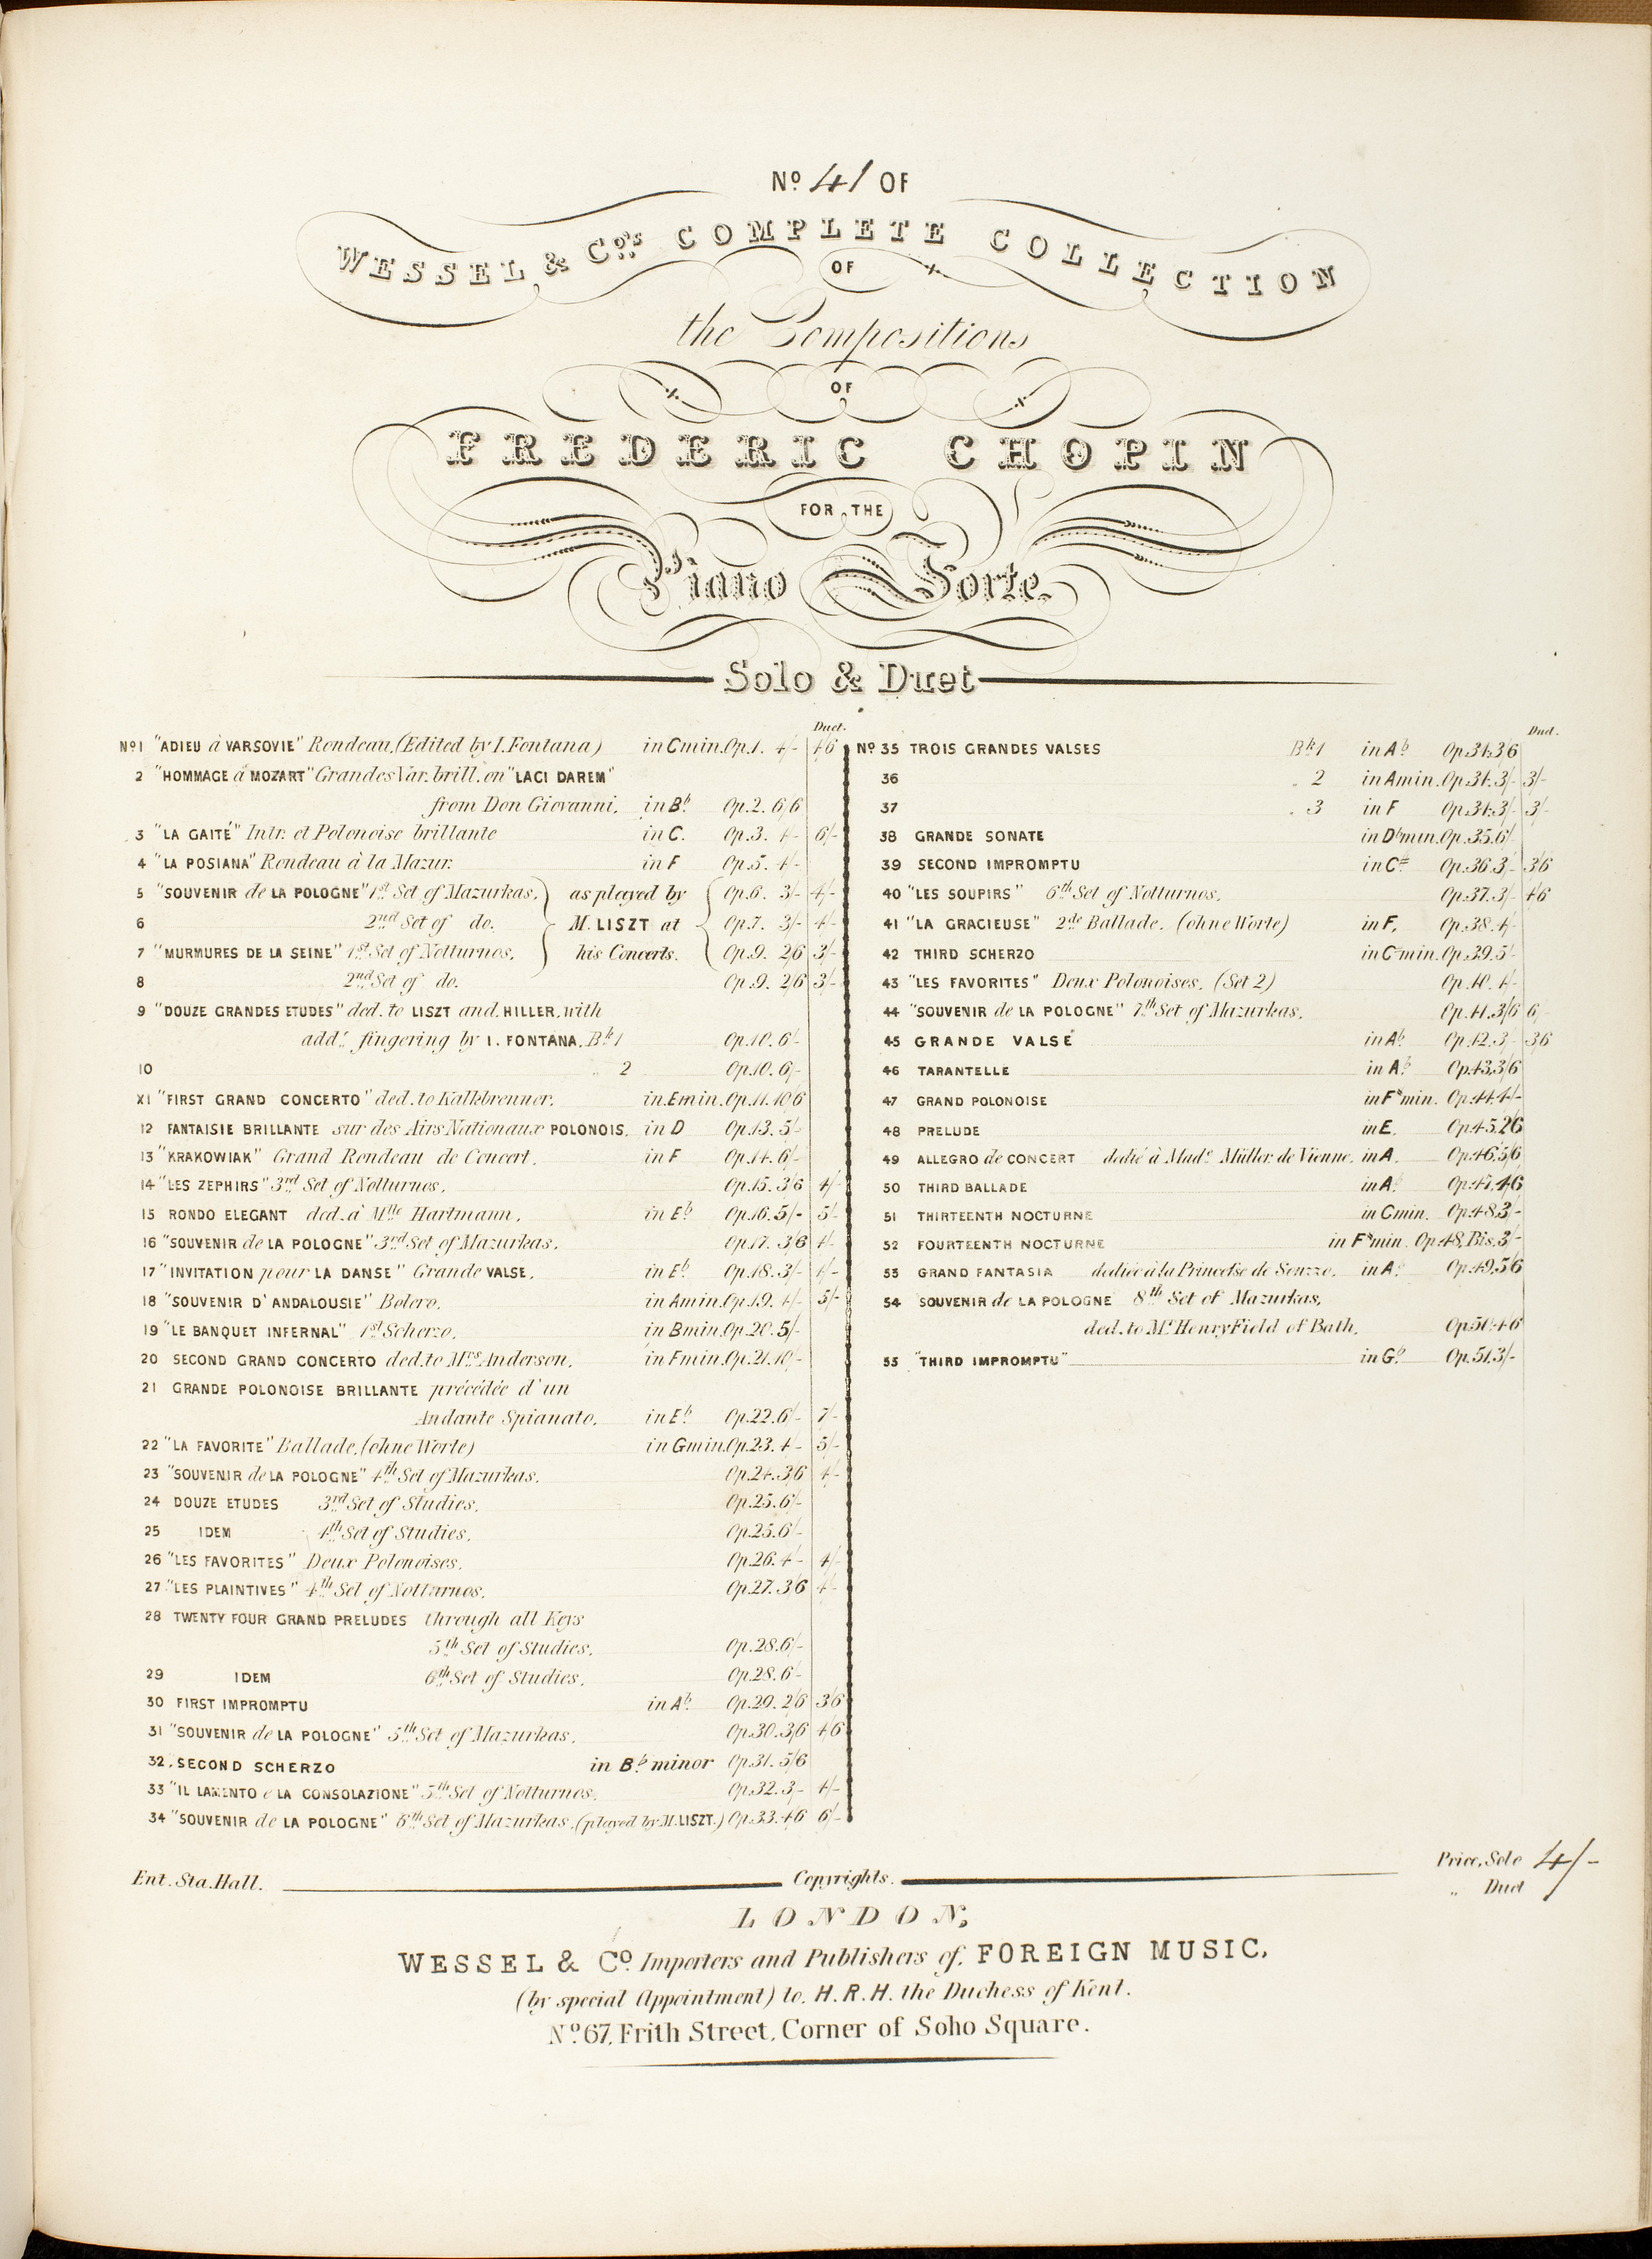 Nº 41 OF
WESSEL & Co's COMPLETE COLLECTION
OF
the Compositions
OF
FREDERIC CHOPIN
FOR THE
Piano Forte
Solo & Duet
Duet.
Nº 1 "ADIEU à VARSOVIE" Rondeau, (Edited by I. Fontana) in C min. Op. 1. 4/- 4/6
2 "HOMMAGE à MOZART" Grandes Var. brill. on "LACI DAREM"
from Don Giovanni, in B♭ Op. 2. 6/6
3 "LA GAITÉ" Intr. et Polonoise brillante in C. Op. 3. 4/- 6/-
4 "LA POSIANA" Rondeau à la Mazur. in F Op. 5. 4/-
5 "SOUVENIR de LA POLOGNE" 1st Set of Mazurkas, as played by Op. 6. 3/- 4/-
6 2nd Set of do. M. LISZT at Op. 7. 3/- 4/-
7 "MURMURES DE LA SEINE" 1st Set of Notturnos, his Concerts. Op. 9. 2/6 3/-
8 2nd Set of do. Op. 9. 2/6 3/-
9 "DOUZE GRANDES ETUDES" ded. to LISZT and HILLER, with
addl. fingering by I. FONTANA, Bk 1 Op. 10. 6/-
10 " 2 Op. 10. 6/-
XI "FIRST GRAND CONCERTO" ded. to Kalkbrenner. in E min. Op. 11. 10/6
12 FANTAISIE BRILLANTE sur des Airs Nationaux POLONOIS, in D Op. 13. 5/-
13 "KRAKOWIAK" Grand Rondeau de Concert. in F Op. 14. 6/-
14 "LES ZEPHIRS" 3rd Set of Notturnos. Op. 15. 3/6 4/-
15 RONDO ELEGANT ded. à Mlle Hartmann, in E♭ Op. 16. 5/- 5/-
16 "SOUVENIR de LA POLOGNE" 3rd Set of Mazurkas. Op. 17. 3/6 4/-
17 "INVITATION pour LA DANSE" Grande VALSE, in E♭ Op. 18. 3/- 4/-
18 "SOUVENIR D'ANDALOUSIE" Bolero, in A min. Op. 19. 4/- 5/-
19 "LE BANQUET INFERNAL" 1st Scherzo, in B min. Op. 20. 5/-
20 SECOND GRAND CONCERTO ded. to Mrs Anderson. in F min. Op. 21. 10/-
21 GRANDE POLONOISE BRILLANTE précédée d'un
Andante Spianato. in E♭ Op. 22. 6/- 7/-
22 "LA FAVORITE" Ballade, (ohne Worte) in G min. Op. 23. 4/- 5/-
23 "SOUVENIR de LA POLOGNE" 4th Set of Mazurkas. Op. 24. 3/6 4/-
24 DOUZE ETUDES 3rd Set of Studies, Op. 25. 6/-
25 IDEM 4th Set of Studies. Op. 25. 6/-
26 "LES FAVORITES" Deux Polonoises. Op. 26. 4/- 4/-
27 "LES PLAINTIVES" 4th Set of Notturnos. Op. 27. 3/6 4/-
28 TWENTY FOUR GRAND PRELUDES through all Keys
5th Set of Studies. Op. 28. 6/-
29 IDEM 6th Set of Studies. Op. 28. 6/-
30 FIRST IMPROMPTU in A♭ Op. 29. 2/6 3/6
31 "SOUVENIR de LA POLOGNE" 5th Set of Mazurkas. Op. 30. 3/6 4/6
32. SECOND SCHERZO in B♭ minor Op. 31. 5/6
33 "IL LAMENTO e LA CONSOLAZIONE" 5th Set of Notturnos. Op. 32. 3/- 4/-
34 "SOUVENIR de LA POLOGNE" 6th Set of Mazurkas. (played by M. LISZT.) Op. 33. 4/6 6/-
Duet.
Nº 35 TROIS GRANDES VALSES Bk 1 in A♭ Op. 34. 3/6
36 . 2 in A min. Op. 34. 3/- 3/-
37 . 3 in F Op. 34. 3/- 3/-
38 GRANDE SONATE in D♭ min. Op. 35. 6/-
39 SECOND IMPROMPTU in C♯ Op. 36 3/- 3/6
40 "LES SOUPIRS" 6th Set of Notturnos. Op. 37. 3/- 4/6
41 "LA GRACIEUSE" 2de Ballade. (ohne Worte) in F, Op. 38. 4/-
42 THIRD SCHERZO in C♯ min. Op. 39. 5/-
43 "LES FAVORITES" Deux Polonoises. (Set 2) Op. 40. 4/-
44 "SOUVENIR de LA POLOGNE" 7th Set of Mazurkas. Op. 41. 3/6 6/-
45 GRANDE VALSE in A♭ Op. 42. 3/- 3/6
46 TARANTELLE in A♭ Op. 43. 3/6
47 GRAND POLONOISE in F♯ min. Op. 44. 4/-
48 PRELUDE in E. Op. 45. 2/6
49 ALLEGRO de CONCERT dedié à Made Müller de Vienne. in A. Op. 46. 5/6
50 THIRD BALLADE in A♭ Op. 47. 4/6
51 THIRTEENTH NOCTURNE in C min. Op. 48. 3/-
52 FOURTEENTH NOCTURNE in F♯ min. Op. 48, Bis. 3/-
53 GRAND FANTASIA dediée à la Princesse de Souzzo. in A♭ Op. 49. 5/6
54 SOUVENIR de LA POLOGNE 8th Set of Mazurkas,
ded. to Mr Henry Field of Bath, Op. 50. 4/6
55 "THIRD IMPROMPTU" in G♭ Op. 51. 3/-
Ent. Sta. Hall. Copyrights. Price, Solo 4/-
" Duet
LONDON;
WESSEL & Co. Importers and Publishers of, FOREIGN MUSIC,
(by special Appointment) to. H.R.H. the Duchess of Kent.
Nº 67, Frith Street, Corner of Soho Square.